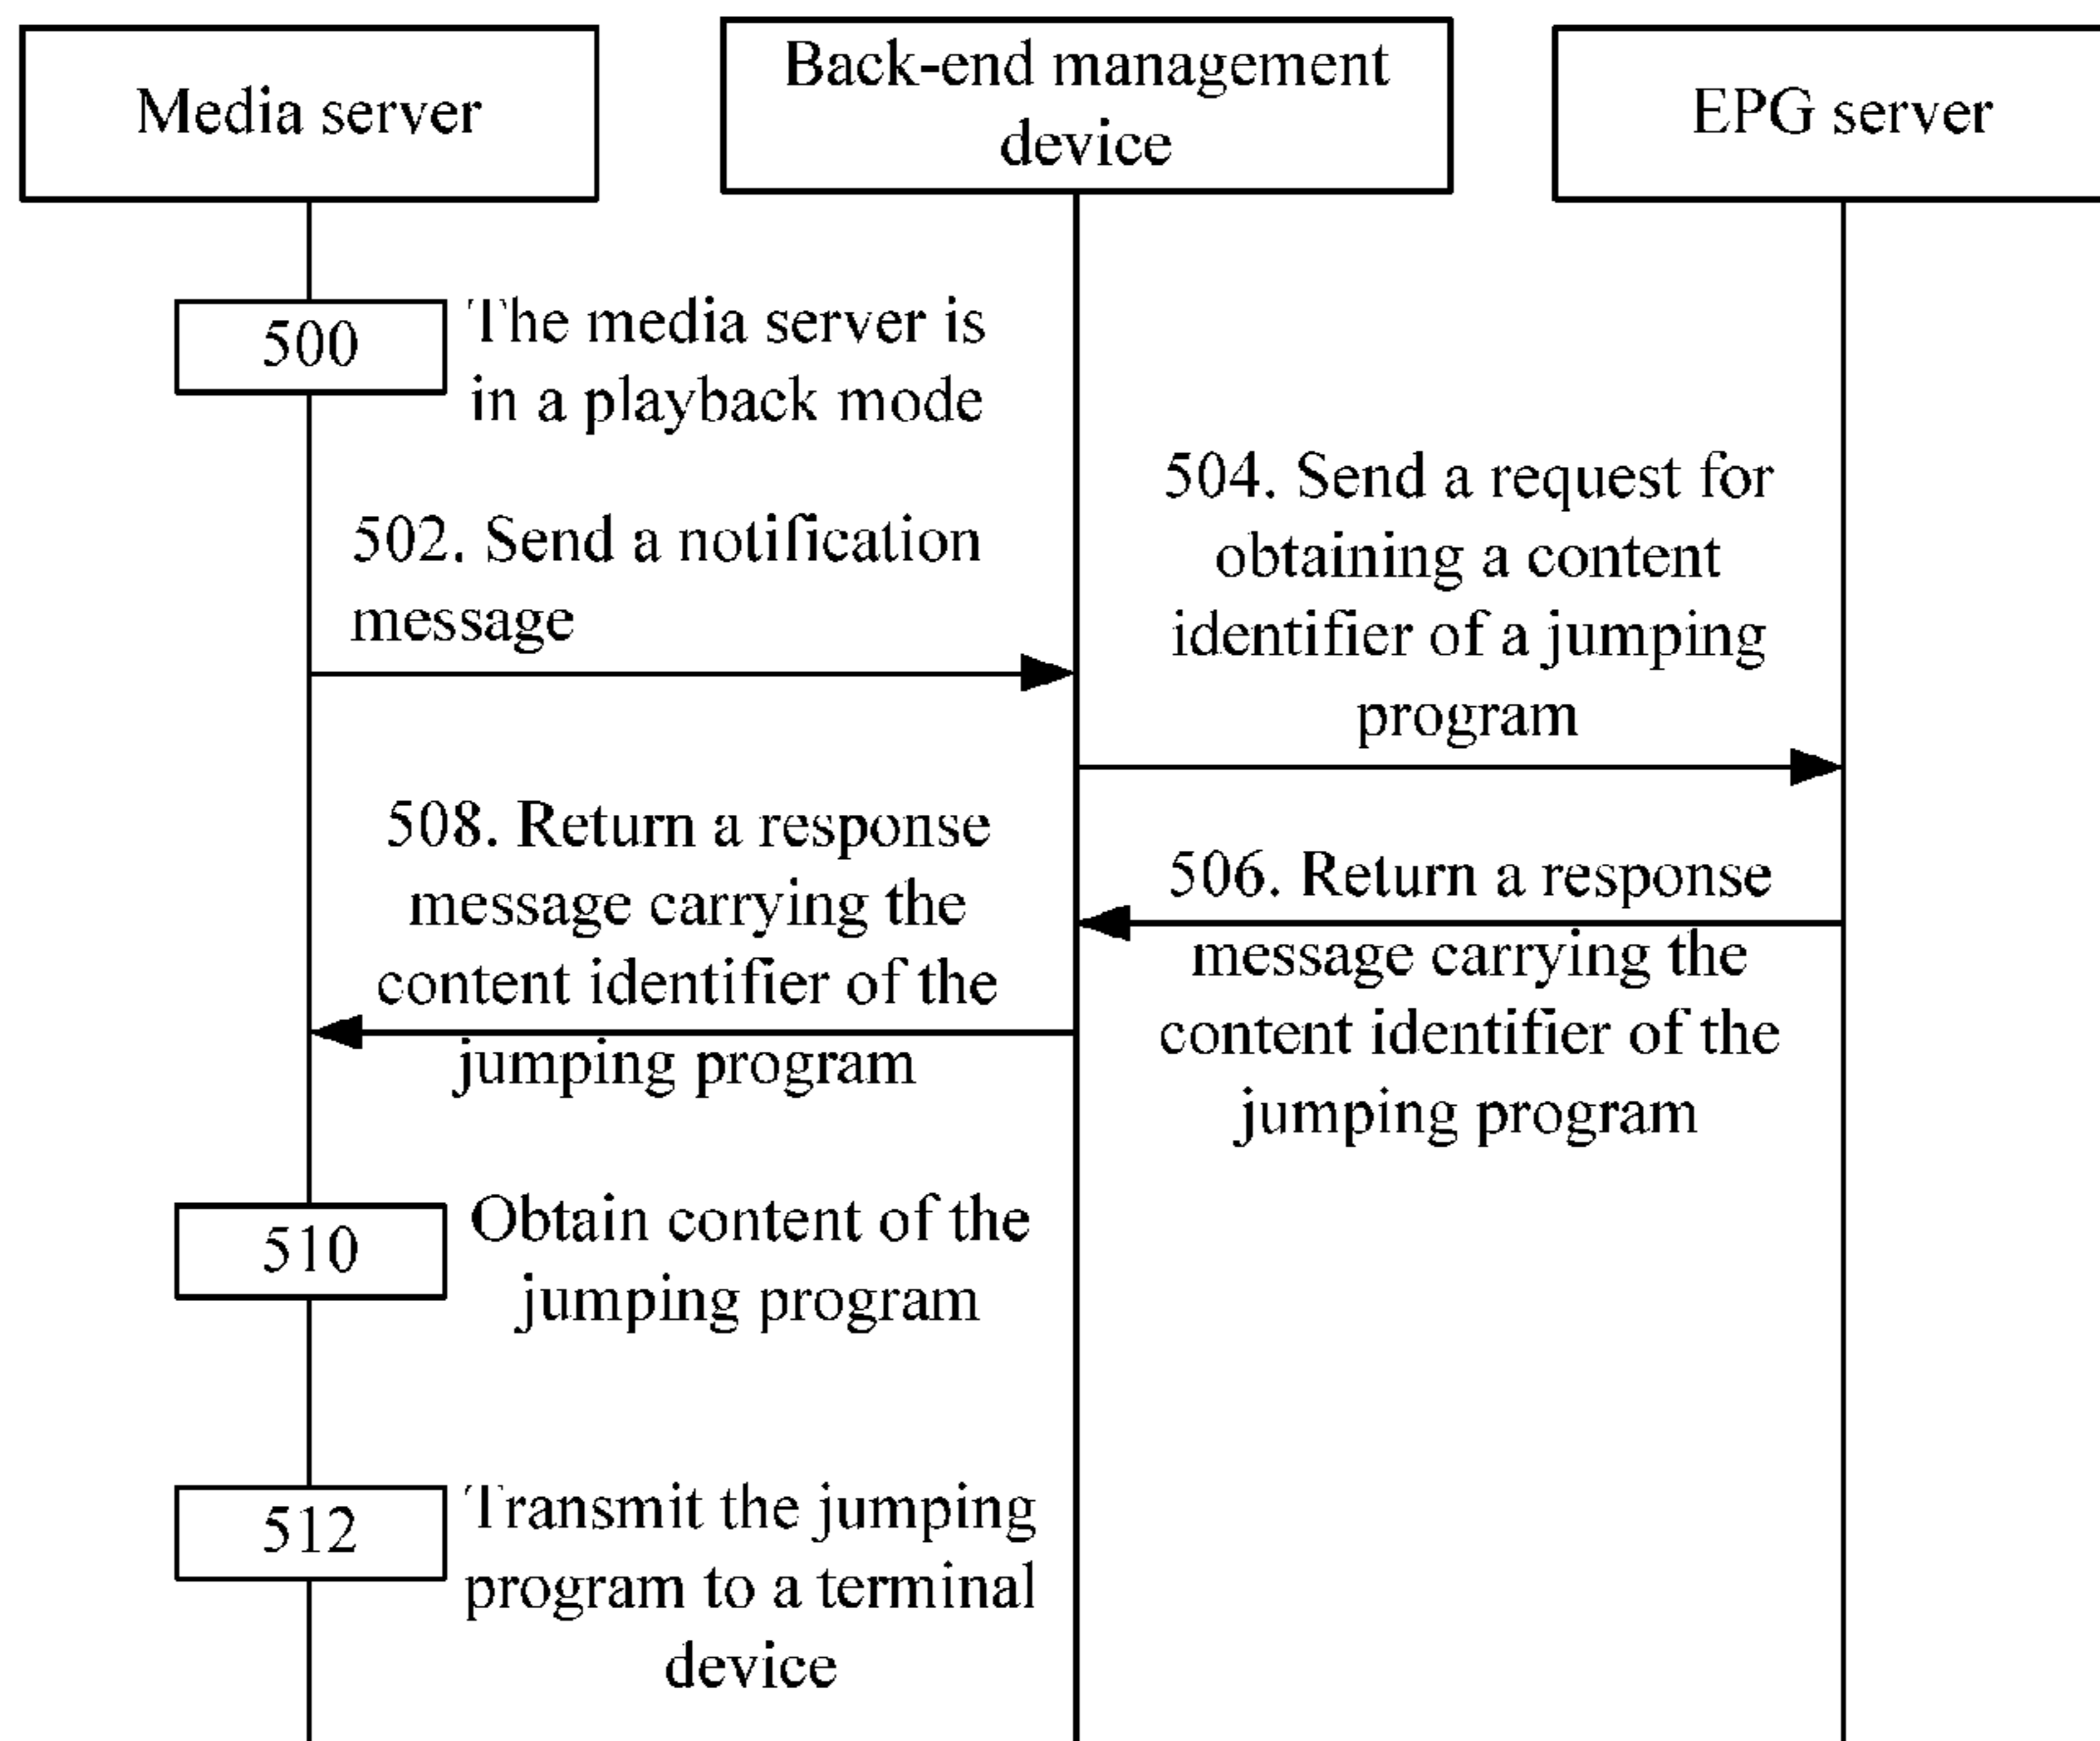 Media server
Back-end management
device
EPG server
500
The media server is
in a playback mode
502. Send a notification
message
504. Send a request for
obtaining a content
identifier of a jumping
program
508. Return a response
message carrying the
content identifier of the
jumping program
506. Return a response
message carrying the
content identifier of the
jumping program
510
Obtain content of the
jumping program
512
Transmit the jumping
program to a terminal
device